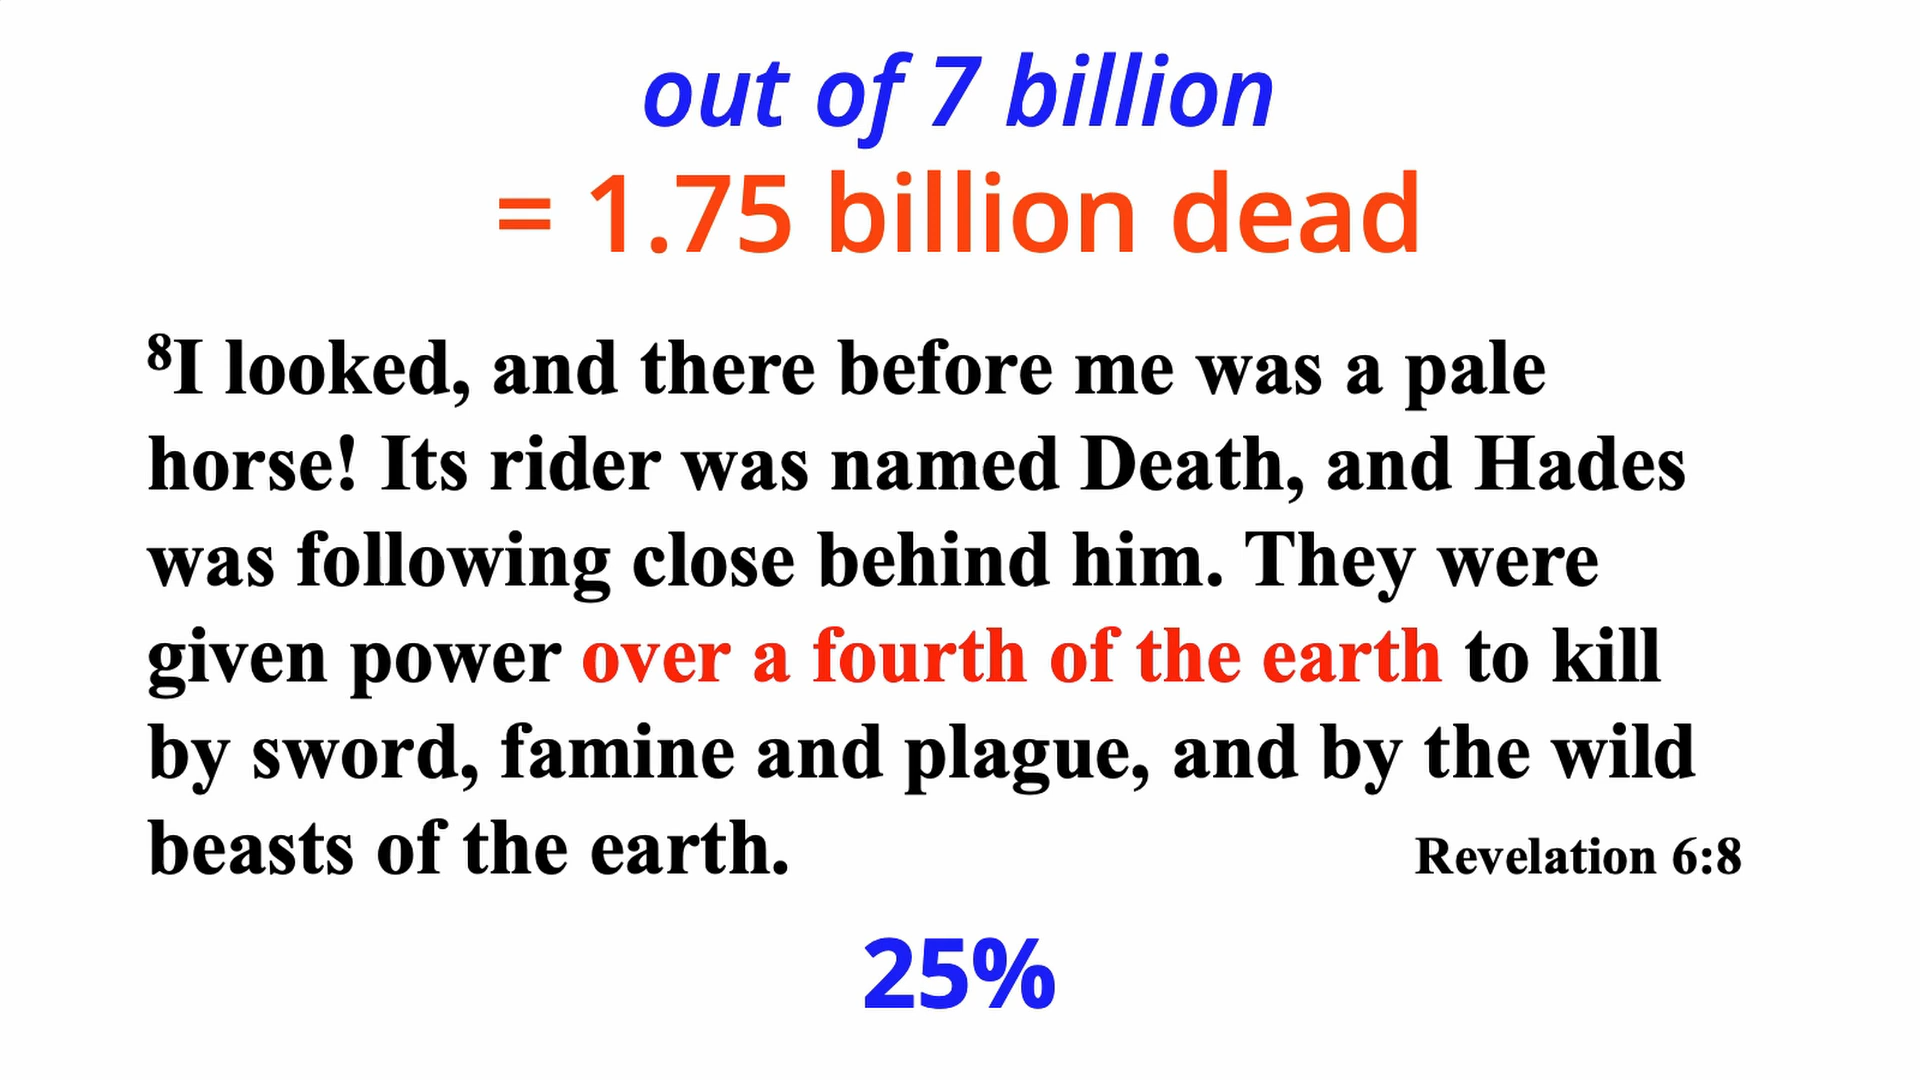 out of 7 billion
= 1.75 billion dead
⁸I looked, and there before me was a pale
horse! Its rider was named Death, and Hades
was following close behind him. They were
given power over a fourth of the earth to kill
by sword, famine and plague, and by the wild
beasts of the earth.
Revelation 6:8
25%